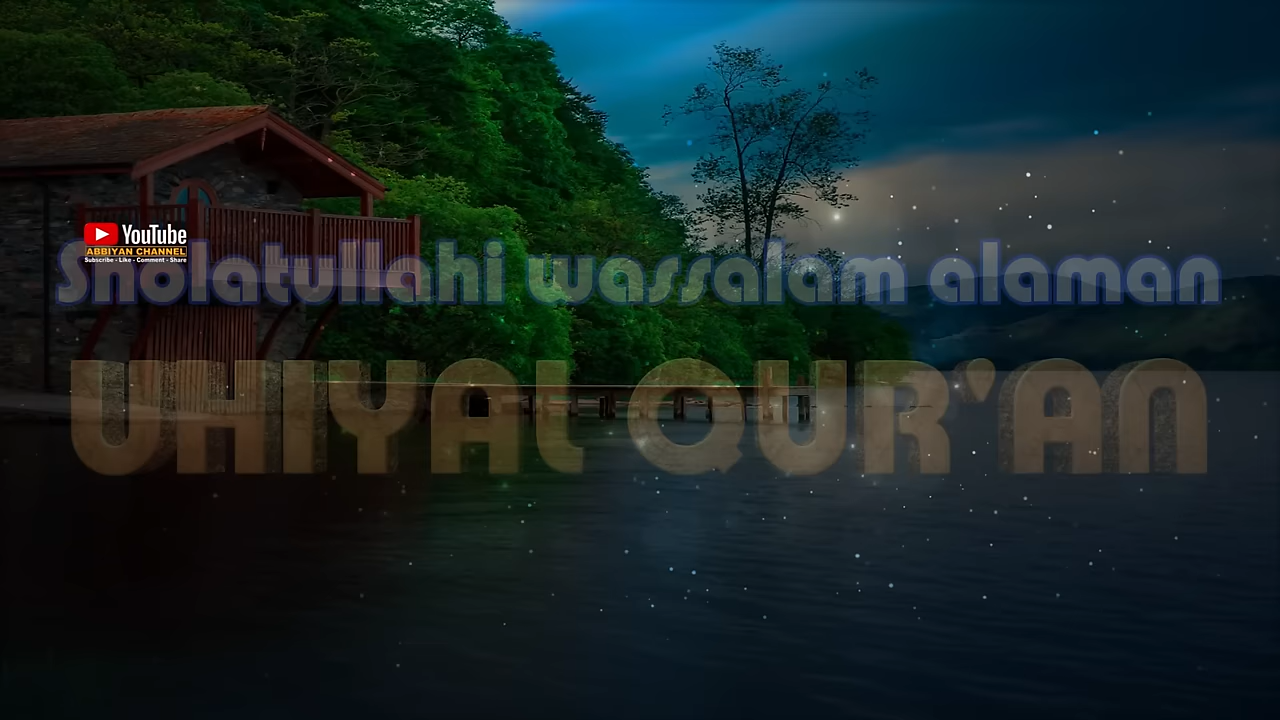 YouTube
ABBIYAN CHANNEL
Subscribe - Like - Comment - Share
Sholatullahi wassalam alaman
UHIYAL QUR'AN